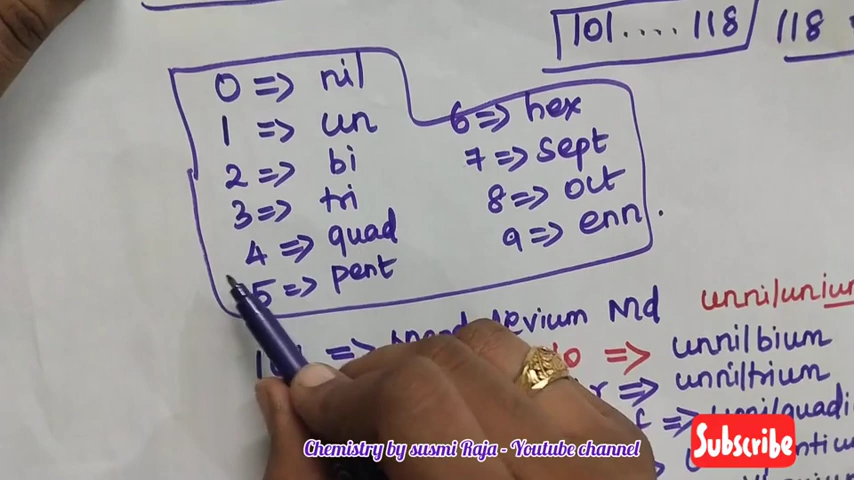 101....118 118
0 => nil
1 => un
2 => bi
3 => tri
4 => quad
5 => pent
6 => hex
7 => sept
8 => oct
9 => enn.
Md unnilunium
=> unnilbium
=> unniltrium
=>
Chemistry by susmi Raja - Youtube channel
Subscribe